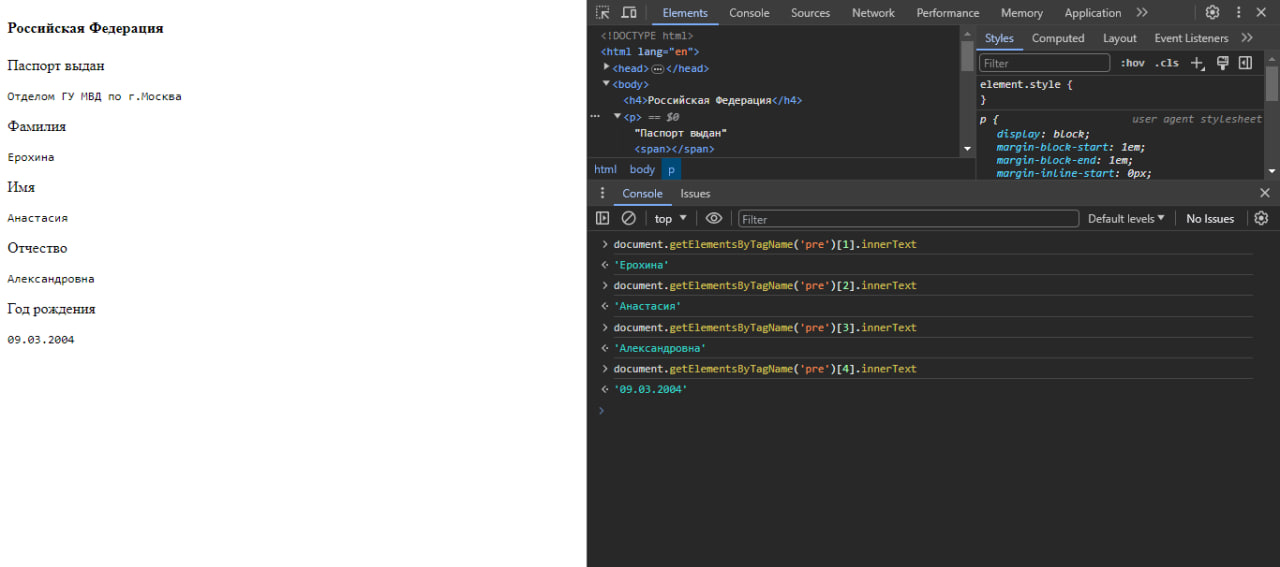 Российская Федерация
Паспорт выдан
Отделом ГУ МВД по г.Москва
Фамилия
Ерохина
Имя
Анастасия
Отчество
Александровна
Год рождения
09.03.2004
Elements Console Sources Network Performance Memory Application
<!DOCTYPE html>
<html lang="en">
<head>…</head>
<body>
<h4>Российская Федерация</h4>
… <p> == $0
"Паспорт выдан"
<span></span>
html body p
Styles Computed Layout Event Listeners
Filter :hov .cls
element.style {
}
p { user agent stylesheet
display: block;
margin-block-start: 1em;
margin-block-end: 1em;
margin-inline-start: 0px;
Console Issues
top Filter Default levels No Issues
document.getElementsByTagName('pre')[1].innerText
'Ерохина'
document.getElementsByTagName('pre')[2].innerText
'Анастасия'
document.getElementsByTagName('pre')[3].innerText
'Александровна'
document.getElementsByTagName('pre')[4].innerText
'09.03.2004'